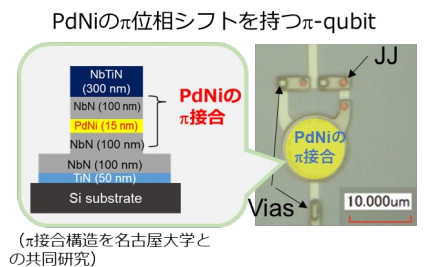 PdNiのπ位相シフトを持つπ-qubit
NbTiN
(300 nm)
NbN (100 nm)
PdNi (15 nm)
NbN (100 nm)
NbN (100 nm)
TiN (50 nm)
Si substrate
PdNiの
π接合
JJ
PdNiの
π接合
Vias
10.000um
(π接合構造を名古屋大学と
の共同研究)